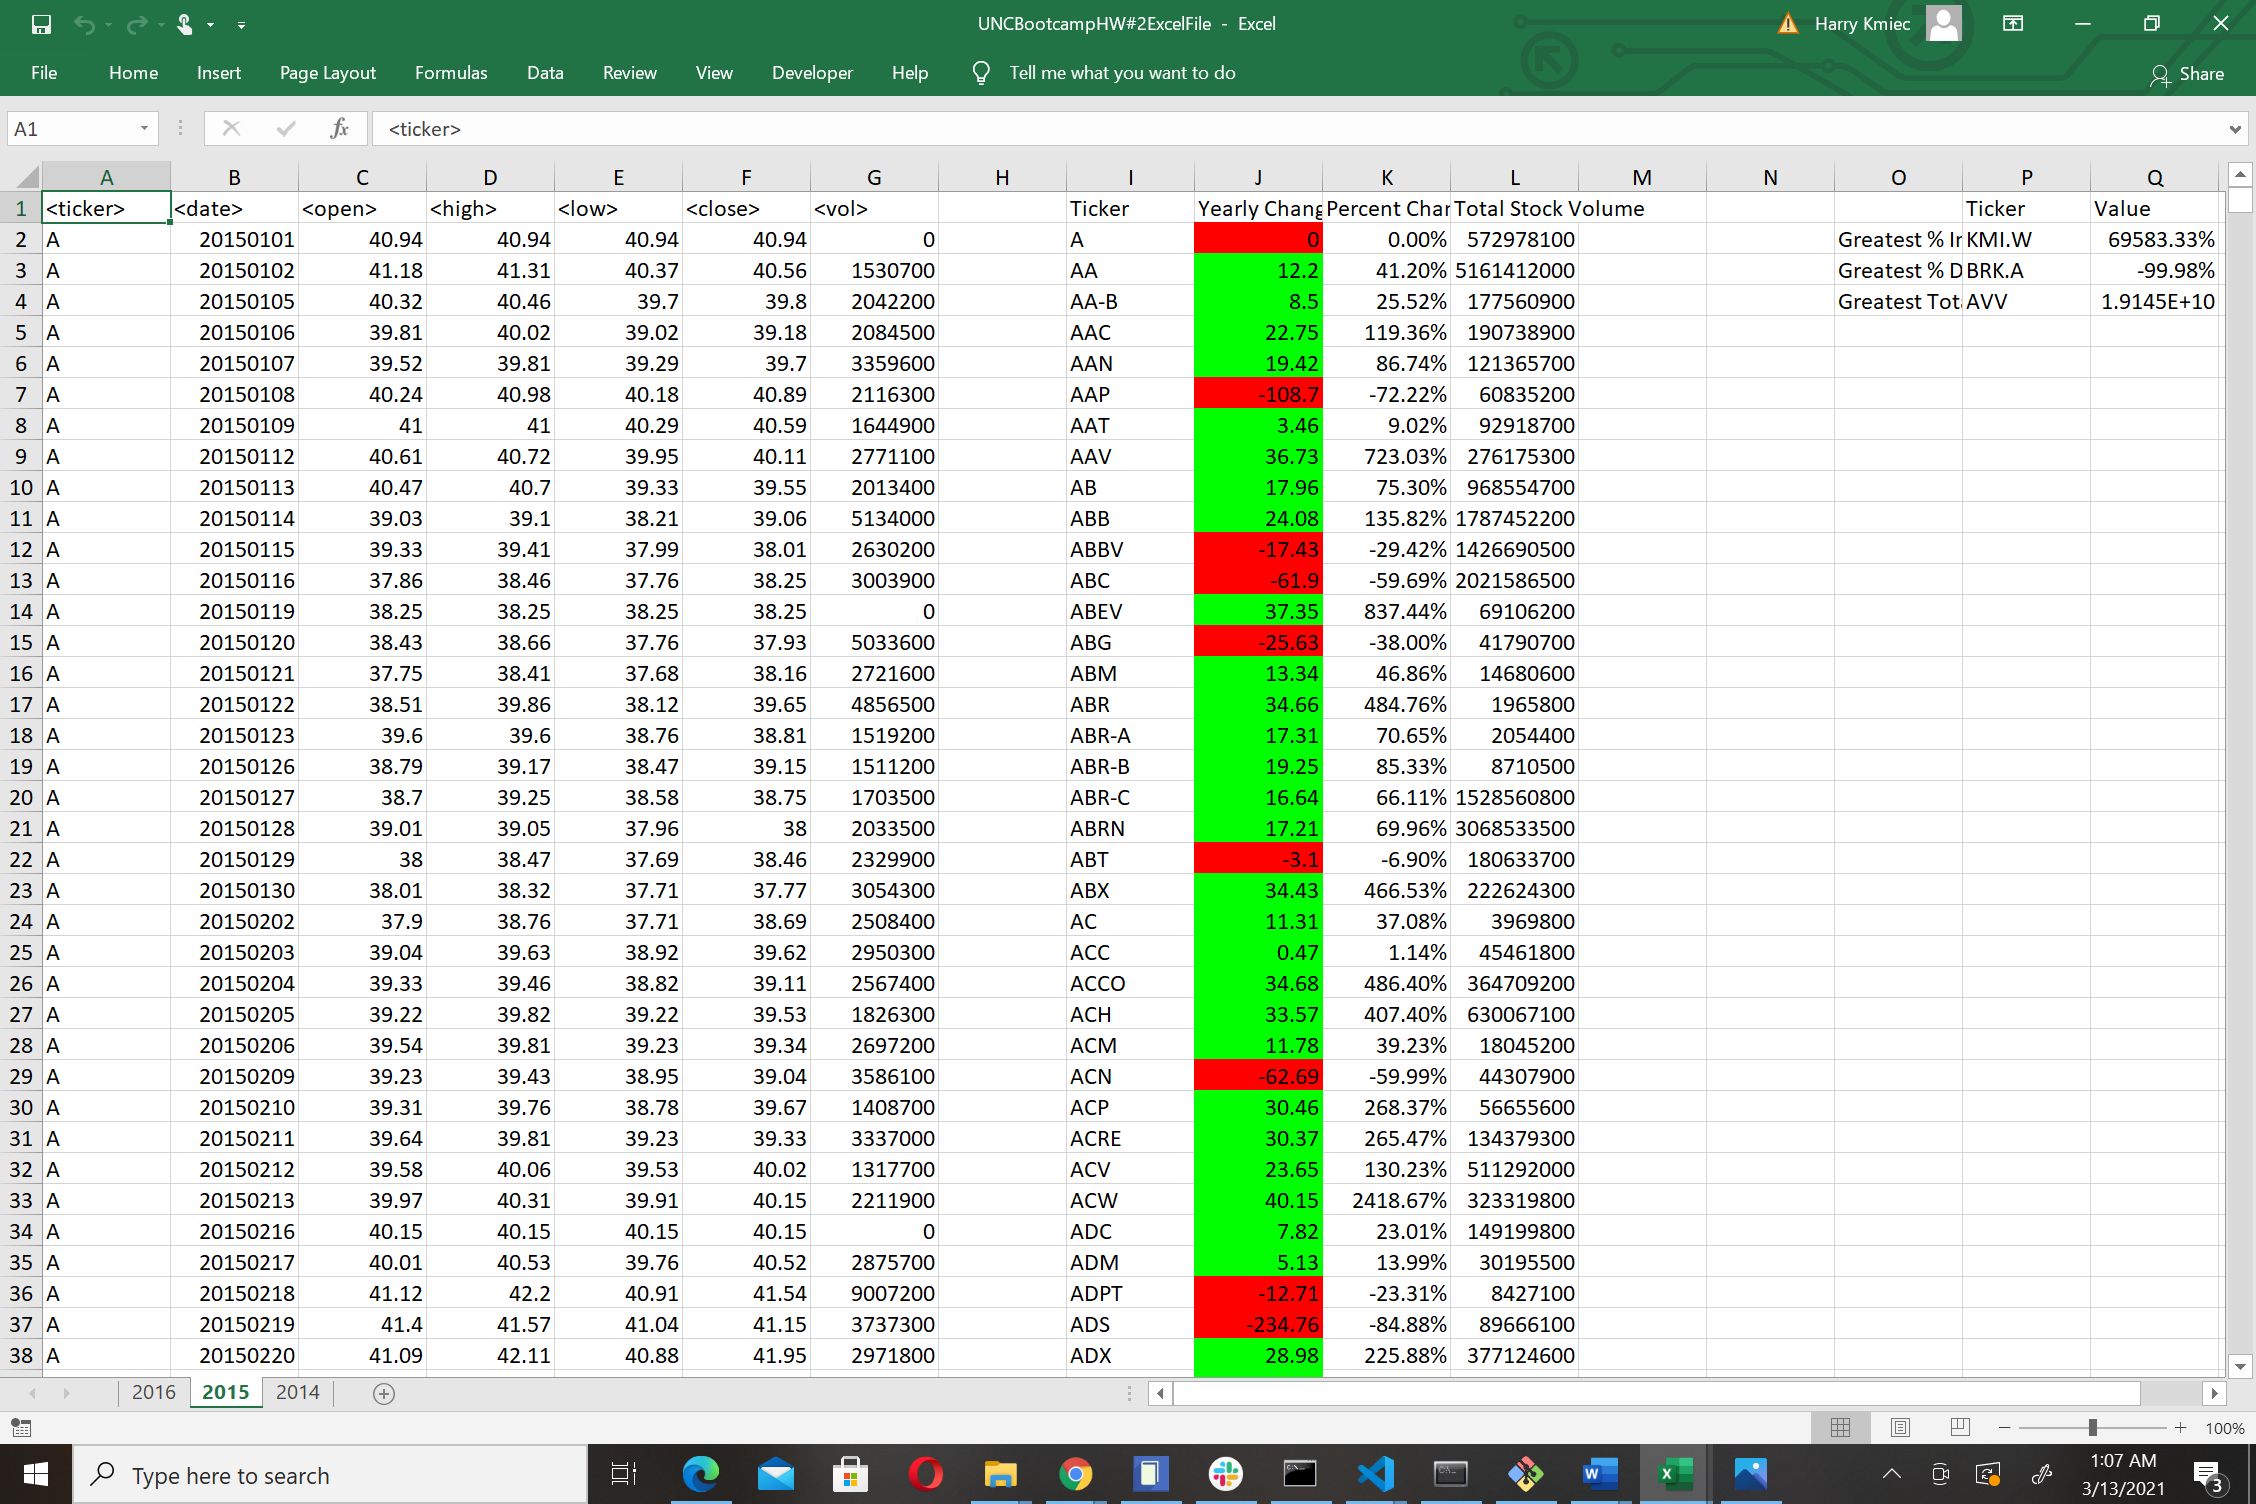 UNCBootcampHW#2ExcelFile - Excel
Harry Kmiec
File Home Insert Page Layout Formulas Data Review View Developer Help Tell me what you want to do Share
A1 fx <ticker>
A B C D E F G H I J K L M N O P Q
1 <ticker> <date> <open> <high> <low> <close> <vol> Ticker Yearly Chang Percent Char Total Stock Volume Ticker Value
2 A 20150101 40.94 40.94 40.94 40.94 0 A 0 0.00% 572978100 Greatest % Ir KMI.W 69583.33%
3 A 20150102 41.18 41.31 40.37 40.56 1530700 AA 12.2 41.20% 5161412000 Greatest % D BRK.A -99.98%
4 A 20150105 40.32 40.46 39.7 39.8 2042200 AA-B 8.5 25.52% 177560900 Greatest Tot AVV 1.9145E+10
5 A 20150106 39.81 40.02 39.02 39.18 2084500 AAC 22.75 119.36% 190738900
6 A 20150107 39.52 39.81 39.29 39.7 3359600 AAN 19.42 86.74% 121365700
7 A 20150108 40.24 40.98 40.18 40.89 2116300 AAP -108.7 -72.22% 60835200
8 A 20150109 41 41 40.29 40.59 1644900 AAT 3.46 9.02% 92918700
9 A 20150112 40.61 40.72 39.95 40.11 2771100 AAV 36.73 723.03% 276175300
10 A 20150113 40.47 40.7 39.33 39.55 2013400 AB 17.96 75.30% 968554700
11 A 20150114 39.03 39.1 38.21 39.06 5134000 ABB 24.08 135.82% 1787452200
12 A 20150115 39.33 39.41 37.99 38.01 2630200 ABBV -17.43 -29.42% 1426690500
13 A 20150116 37.86 38.46 37.76 38.25 3003900 ABC -61.9 -59.69% 2021586500
14 A 20150119 38.25 38.25 38.25 38.25 0 ABEV 37.35 837.44% 69106200
15 A 20150120 38.43 38.66 37.76 37.93 5033600 ABG -25.63 -38.00% 41790700
16 A 20150121 37.75 38.41 37.68 38.16 2721600 ABM 13.34 46.86% 14680600
17 A 20150122 38.51 39.86 38.12 39.65 4856500 ABR 34.66 484.76% 1965800
18 A 20150123 39.6 39.6 38.76 38.81 1519200 ABR-A 17.31 70.65% 2054400
19 A 20150126 38.79 39.17 38.47 39.15 1511200 ABR-B 19.25 85.33% 8710500
20 A 20150127 38.7 39.25 38.58 38.75 1703500 ABR-C 16.64 66.11% 1528560800
21 A 20150128 39.01 39.05 37.96 38 2033500 ABRN 17.21 69.96% 3068533500
22 A 20150129 38 38.47 37.69 38.46 2329900 ABT -3.1 -6.90% 180633700
23 A 20150130 38.01 38.32 37.71 37.77 3054300 ABX 34.43 466.53% 222624300
24 A 20150202 37.9 38.76 37.71 38.69 2508400 AC 11.31 37.08% 3969800
25 A 20150203 39.04 39.63 38.92 39.62 2950300 ACC 0.47 1.14% 45461800
26 A 20150204 39.33 39.46 38.82 39.11 2567400 ACCO 34.68 486.40% 364709200
27 A 20150205 39.22 39.82 39.22 39.53 1826300 ACH 33.57 407.40% 630067100
28 A 20150206 39.54 39.81 39.23 39.34 2697200 ACM 11.78 39.23% 18045200
29 A 20150209 39.23 39.43 38.95 39.04 3586100 ACN -62.69 -59.99% 44307900
30 A 20150210 39.31 39.76 38.78 39.67 1408700 ACP 30.46 268.37% 56655600
31 A 20150211 39.64 39.81 39.23 39.33 3337000 ACRE 30.37 265.47% 134379300
32 A 20150212 39.58 40.06 39.53 40.02 1317700 ACV 23.65 130.23% 511292000
33 A 20150213 39.97 40.31 39.91 40.15 2211900 ACW 40.15 2418.67% 323319800
34 A 20150216 40.15 40.15 40.15 40.15 0 ADC 7.82 23.01% 149199800
35 A 20150217 40.01 40.53 39.76 40.52 2875700 ADM 5.13 13.99% 30195500
36 A 20150218 41.12 42.2 40.91 41.54 9007200 ADPT -12.71 -23.31% 8427100
37 A 20150219 41.4 41.57 41.04 41.15 3737300 ADS -234.76 -84.88% 89666100
38 A 20150220 41.09 42.11 40.88 41.95 2971800 ADX 28.98 225.88% 377124600
2016 2015 2014
100%
Type here to search
1:07 AM
3/13/2021
3